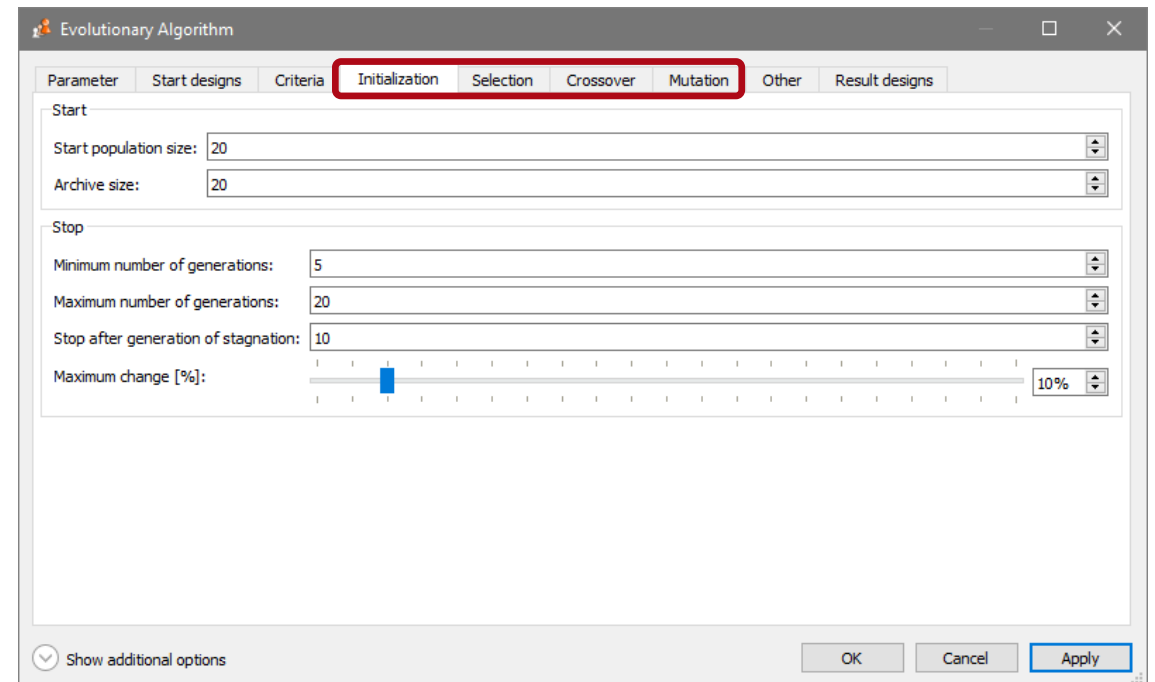 Evolutionary Algorithm
Parameter Start designs Criteria Initialization Selection Crossover Mutation Other Result designs
Start
Start population size: 20
Archive size: 20
Stop
Minimum number of generations: 5
Maximum number of generations: 20
Stop after generation of stagnation: 10
Maximum change [%]: 10%
Show additional options OK Cancel Apply